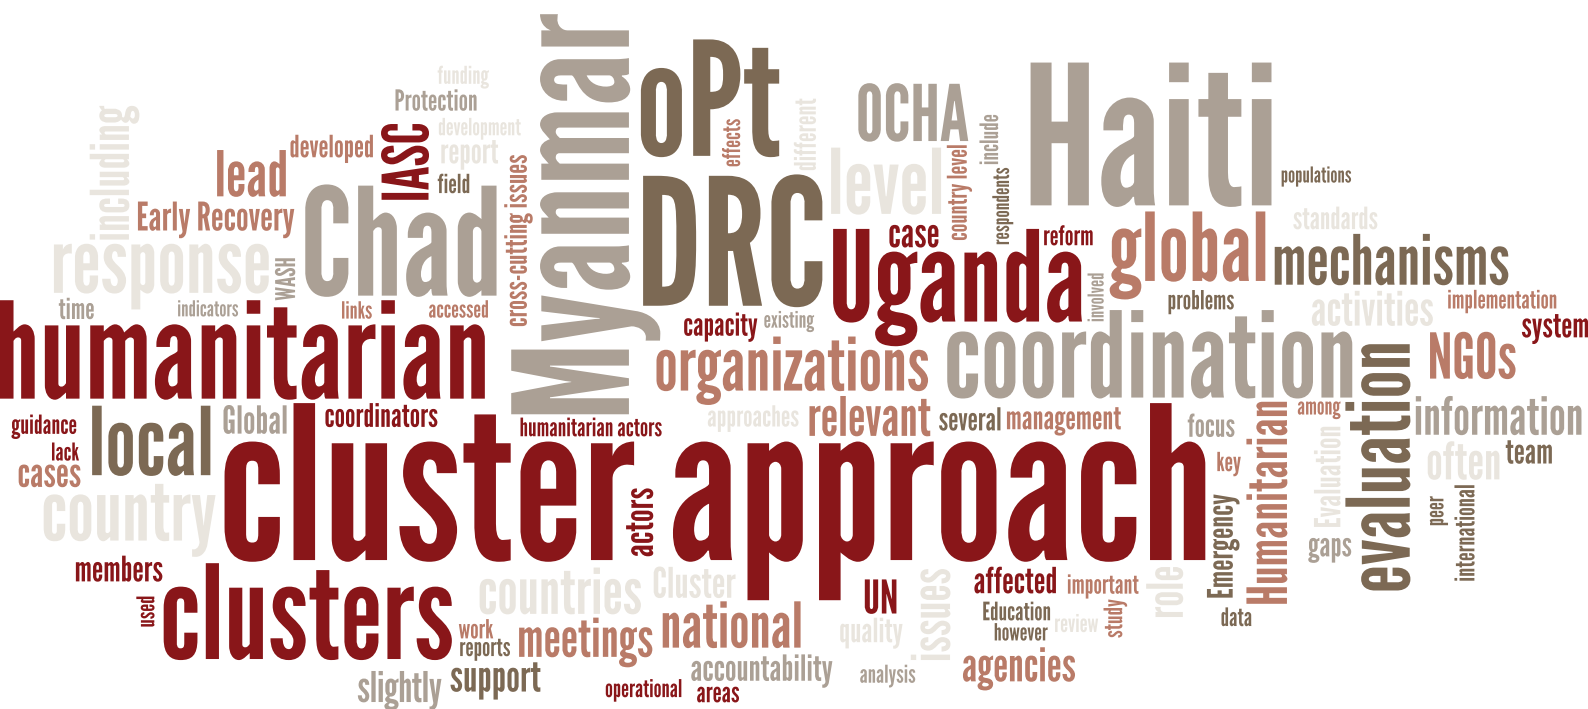 funding
Protection
development
report
IASC
developed
lead
field
Early Recovery
including
response
WASH
Chad
cross-cutting issues
Myanmar
oPt
effects
different
DRC
OCHA
level
country level
include
respondents
Haiti
populations
standards
case
reform
Uganda
global
mechanisms
involved
problems
activities
implementation
system
time
indicators
links
accessed
humanitarian
capacity
existing
organizations
coordination
NGOs
evaluation
guidance
lack
cases
local
Global
coordinators
humanitarian actors
approaches
relevant
several
management
focus
key
among
Humanitarian
Evaluation
information
often
team
peer
international
country
cluster approach
actors
Emergency
gaps
members
used
clusters
countries
Cluster
UN
issues
affected
important
role
data
Education
however
review
study
work
reports
meetings
national
quality
slightly
support
accountability
analysis
agencies
operational
areas